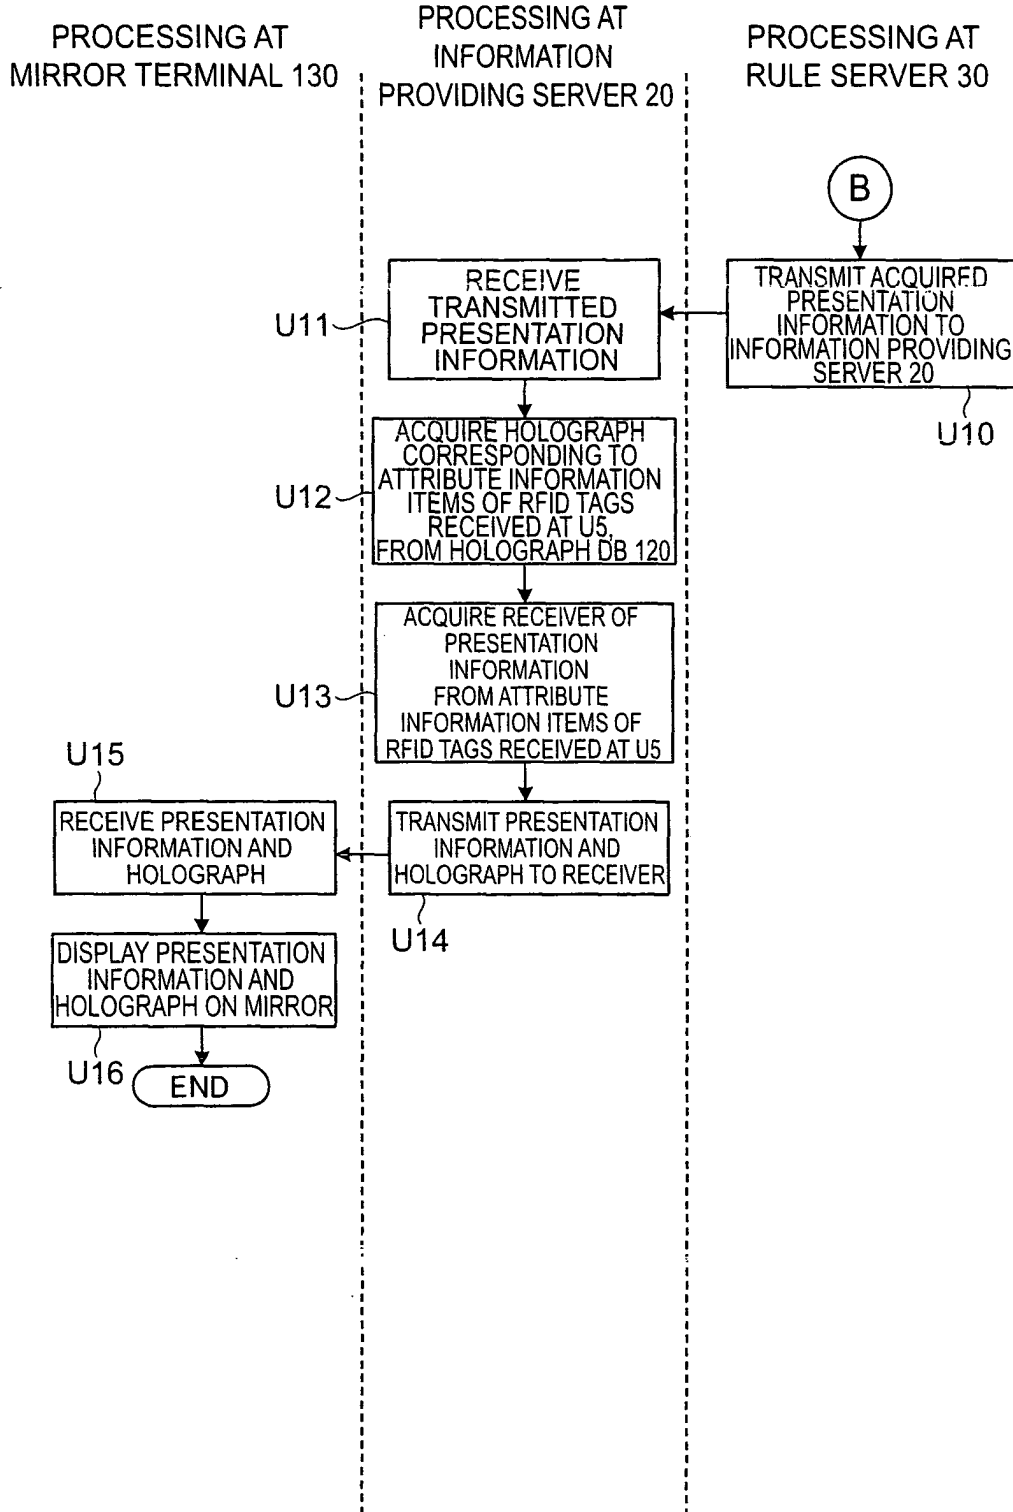 PROCESSING AT
MIRROR TERMINAL 130
PROCESSING AT
INFORMATION
PROVIDING SERVER 20
PROCESSING AT
RULE SERVER 30
B
TRANSMIT ACQUIRED
PRESENTATION
INFORMATION TO
INFORMATION PROVIDING
SERVER 20
U10
RECEIVE
TRANSMITTED
PRESENTATION
INFORMATION
U11
ACQUIRE HOLOGRAPH
CORRESPONDING TO
ATTRIBUTE INFORMATION
ITEMS OF RFID TAGS
RECEIVED AT U5,
FROM HOLOGRAPH DB 120
U12
ACQUIRE RECEIVER OF
PRESENTATION
INFORMATION
FROM ATTRIBUTE
INFORMATION ITEMS OF
RFID TAGS RECEIVED AT U5
U13
TRANSMIT PRESENTATION
INFORMATION AND
HOLOGRAPH TO RECEIVER
U14
U15
RECEIVE PRESENTATION
INFORMATION AND
HOLOGRAPH
DISPLAY PRESENTATION
INFORMATION AND
HOLOGRAPH ON MIRROR
U16
END